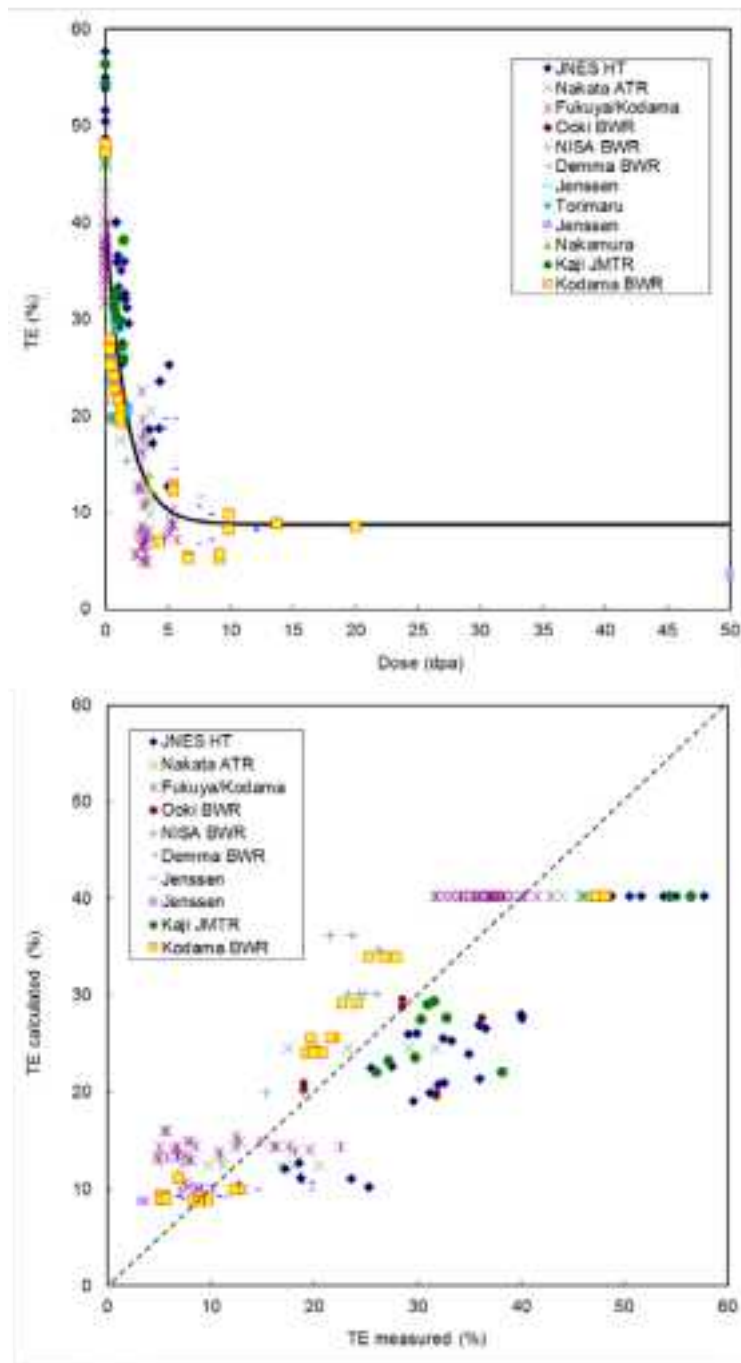 60
50
40
30
20
10
0
TE (%)
JNES HT
Nakata ATR
Fukuya/Kodama
Ooki BWR
NISA BWR
Demma BWR
Jenssen
Torimaru
Jenssen
Nakamura
Kaji JMTR
Kodama BWR
0 5 10 15 20 25 30 35 40 45 50
Dose (dpa)
60
50
40
30
20
10
0
TE calculated (%)
JNES HT
Nakata ATR
Fukuya/Kodama
Ooki BWR
NISA BWR
Demma BWR
Jenssen
Jenssen
Kaji JMTR
Kodama BWR
0 10 20 30 40 50 60
TE measured (%)